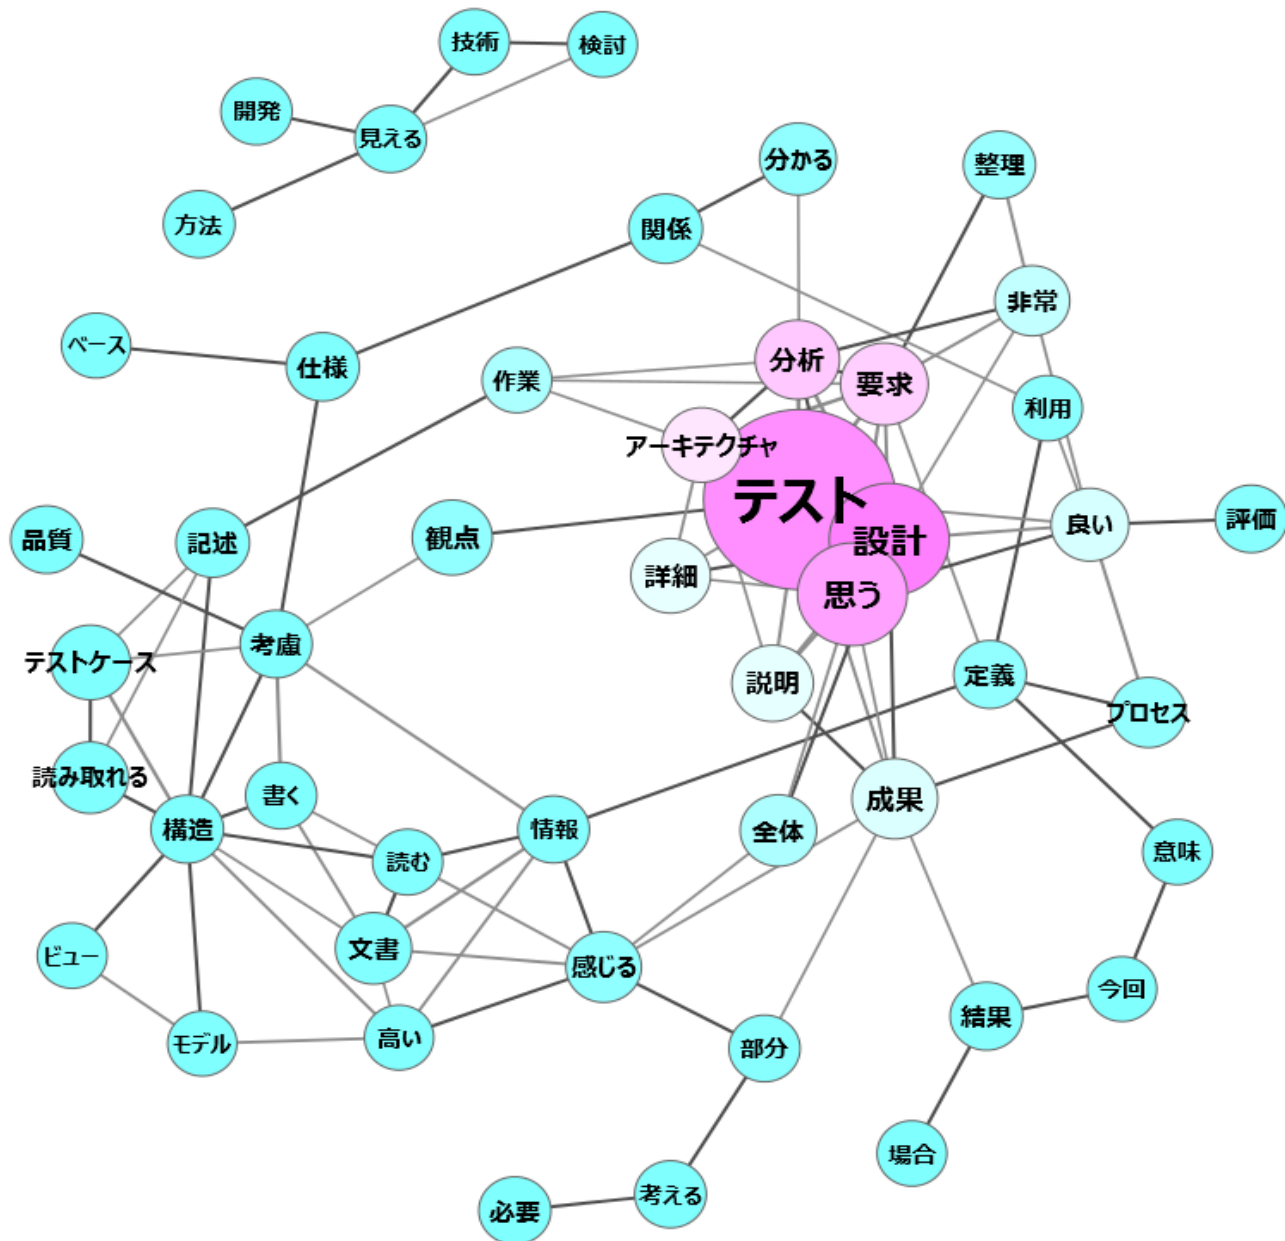 技術
検討
開発
見える
方法
分かる
整理
関係
非常
ベース
仕様
作業
分析
要求
利用
アーキテクチャ
テスト
品質
記述
観点
設計
良い
評価
詳細
思う
考慮
テストケース
説明
定義
プロセス
読み取れる
書く
構造
情報
成果
全体
読む
意味
ビュー
文書
感じる
今回
モデル
高い
部分
結果
場合
必要
考える